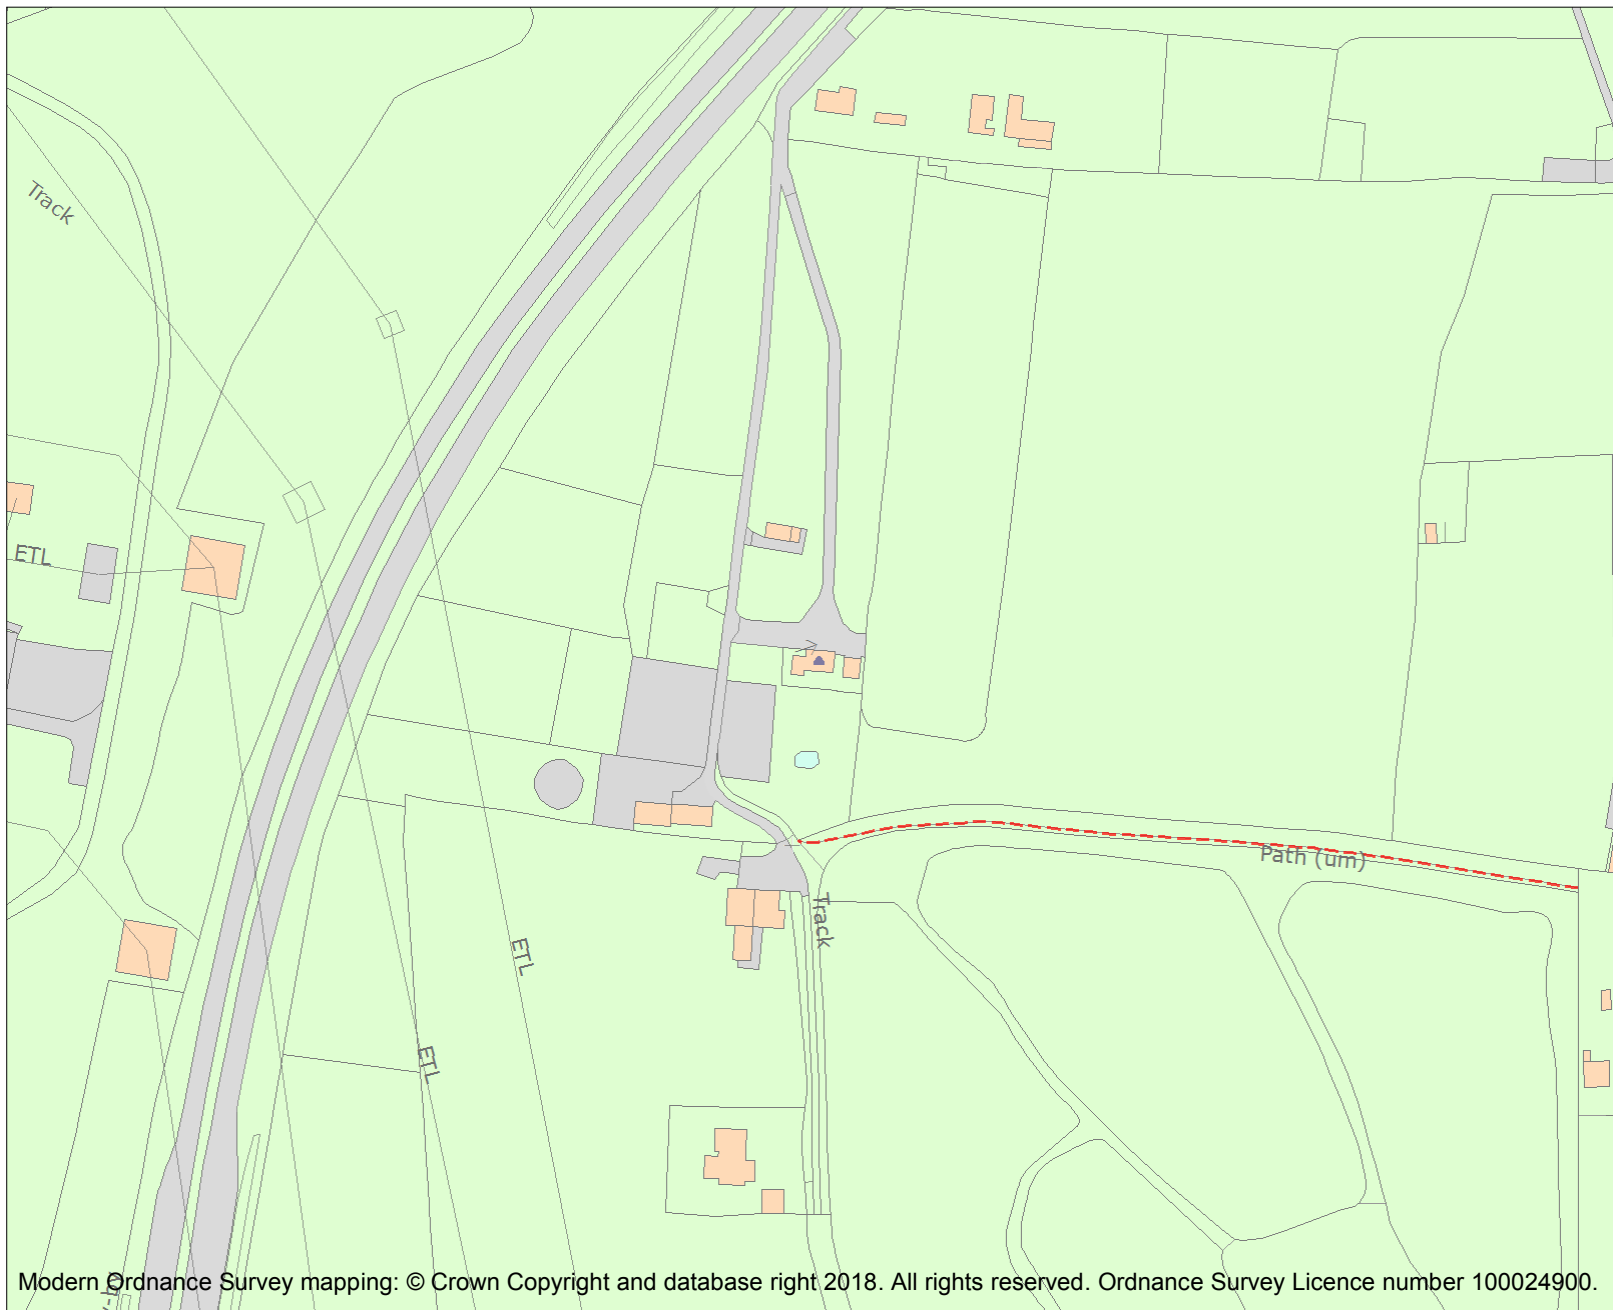 Track
ETL
Path (um)
Track
ETL
ETL
Modern Ordnance Survey mapping: © Crown Copyright and database right 2018. All rights reserved. Ordnance Survey Licence number 100024900.